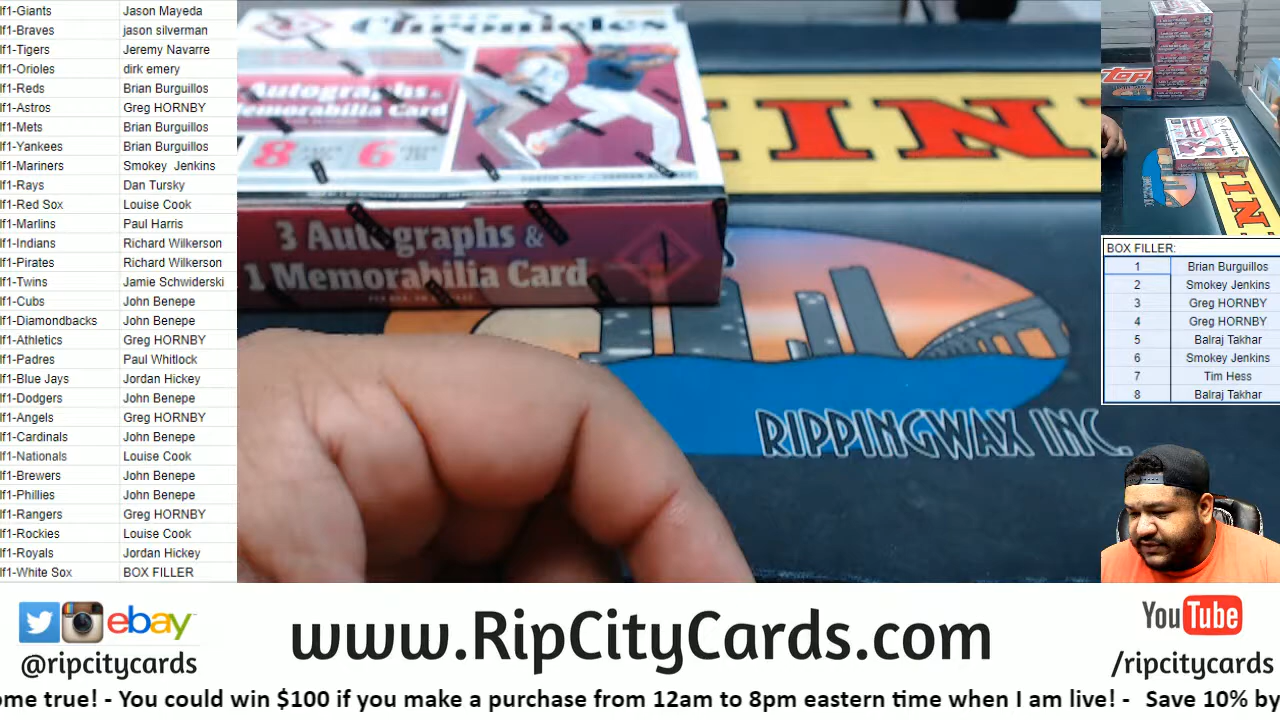 lf1-Giants Jason Mayeda
lf1-Braves jason silverman
lf1-Tigers Jeremy Navarre
lf1-Orioles dirk emery
lf1-Reds Brian Burguillos
lf1-Astros Greg HORNBY
lf1-Mets Brian Burguillos
lf1-Yankees Brian Burguillos
lf1-Mariners Smokey Jenkins
lf1-Rays Dan Tursky
lf1-Red Sox Louise Cook
lf1-Marlins Paul Harris
lf1-Indians Richard Wilkerson
lf1-Pirates Richard Wilkerson
lf1-Twins Jamie Schwiderski
lf1-Cubs John Benepe
lf1-Diamondbacks John Benepe
lf1-Athletics Greg HORNBY
lf1-Padres Paul Whitlock
lf1-Blue Jays Jordan Hickey
lf1-Dodgers John Benepe
lf1-Angels Greg HORNBY
lf1-Cardinals John Benepe
lf1-Nationals Louise Cook
lf1-Brewers John Benepe
lf1-Phillies John Benepe
lf1-Rangers Greg HORNBY
lf1-Rockies Louise Cook
lf1-Royals Jordan Hickey
lf1-White Sox BOX FILLER
Chronicles
Autographs
Memorabilia Card
8 6
3 Autographs &
1 Memorabilia Card
ININ
RIPPINGWAX INC.
Topps
IIN
BOX FILLER:
1 Brian Burguillos
2 Smokey Jenkins
3 Greg HORNBY
4 Greg HORNBY
5 Balraj Takhar
6 Smokey Jenkins
7 Tim Hess
8 Balraj Takhar
ebay
@ripcitycards
www.RipCityCards.com
YouTube
/ripcitycards
ome true! - You could win $100 if you make a purchase from 12am to 8pm eastern time when I am live! - Save 10% by